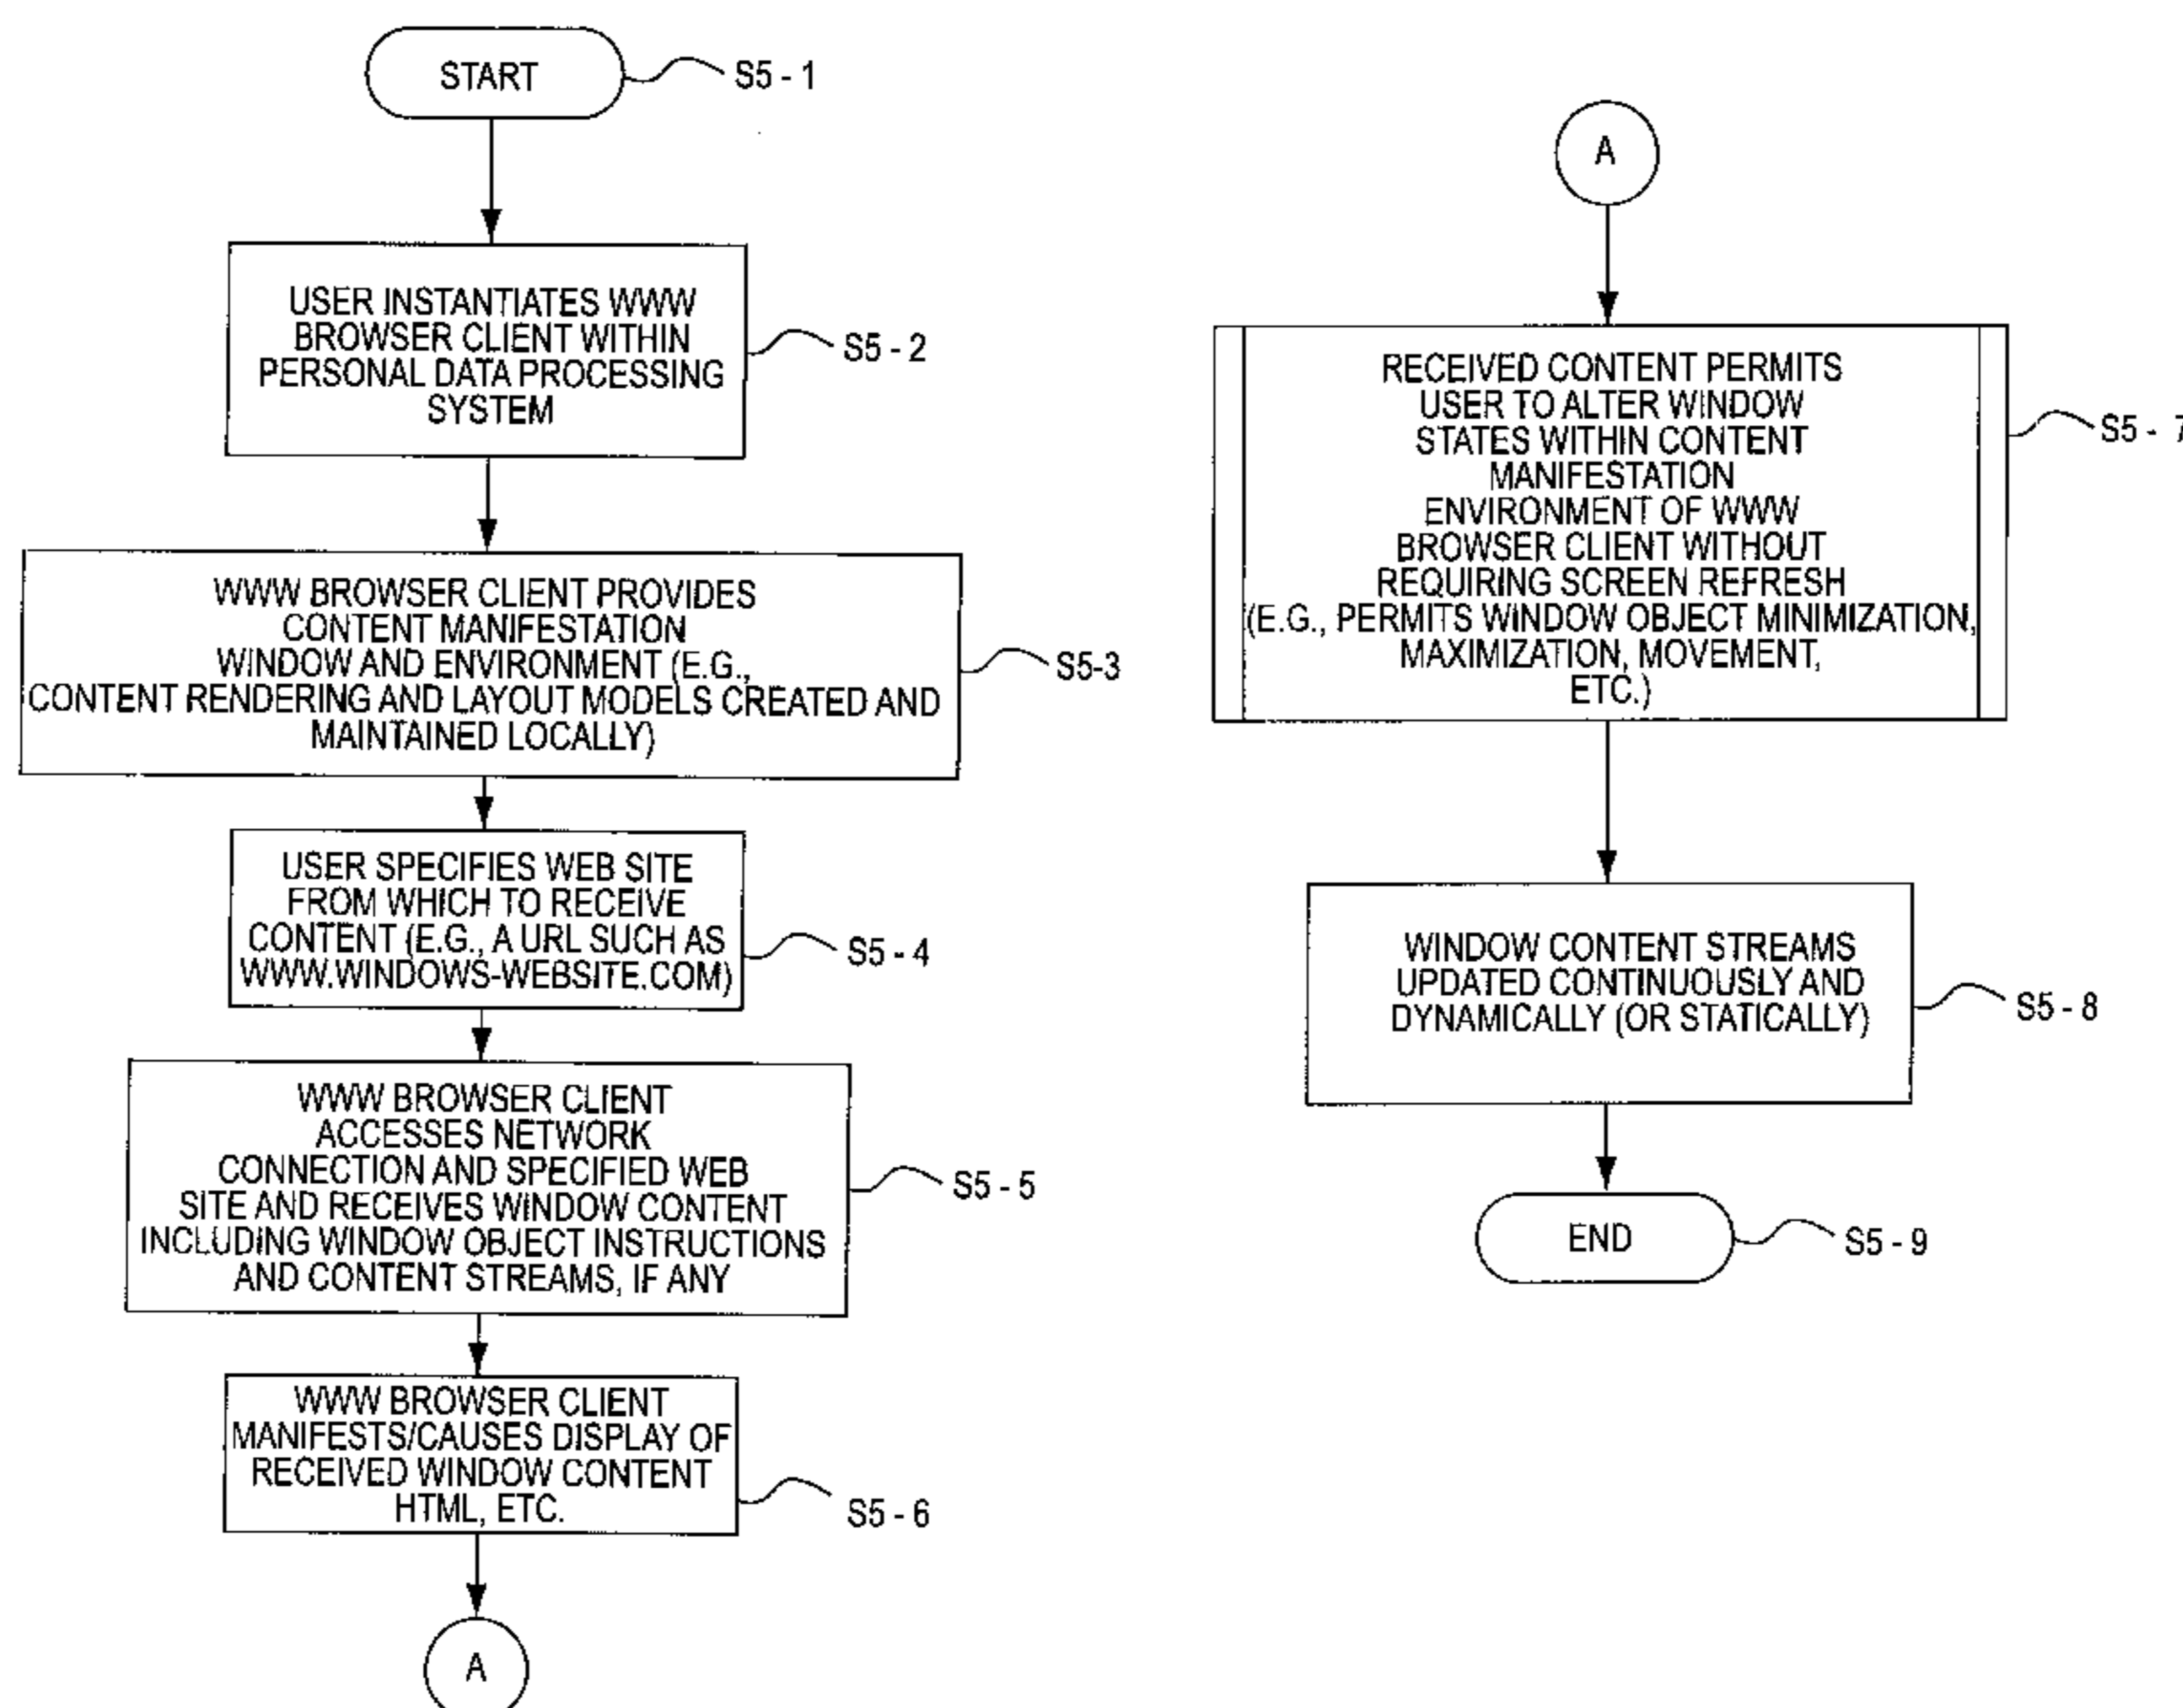 START
S5 - 1
USER INSTANTIATES WWW
BROWSER CLIENT WITHIN
PERSONAL DATA PROCESSING
SYSTEM
S5 - 2
WWW BROWSER CLIENT PROVIDES
CONTENT MANIFESTATION
WINDOW AND ENVIRONMENT (E.G.,
CONTENT RENDERING AND LAYOUT MODELS CREATED AND
MAINTAINED LOCALLY)
S5-3
USER SPECIFIES WEB SITE
FROM WHICH TO RECEIVE
CONTENT (E.G., A URL SUCH AS
WWW.WINDOWS-WEBSITE.COM)
S5 - 4
WWW BROWSER CLIENT
ACCESSES NETWORK
CONNECTION AND SPECIFIED WEB
SITE AND RECEIVES WINDOW CONTENT
INCLUDING WINDOW OBJECT INSTRUCTIONS
AND CONTENT STREAMS, IF ANY
S5 - 5
WWW BROWSER CLIENT
MANIFESTS/CAUSES DISPLAY OF
RECEIVED WINDOW CONTENT
HTML, ETC.
S5 - 6
A
A
RECEIVED CONTENT PERMITS
USER TO ALTER WINDOW
STATES WITHIN CONTENT
MANIFESTATION
ENVIRONMENT OF WWW
BROWSER CLIENT WITHOUT
REQUIRING SCREEN REFRESH
(E.G., PERMITS WINDOW OBJECT MINIMIZATION,
MAXIMIZATION, MOVEMENT,
ETC.)
S5 - 7
WINDOW CONTENT STREAMS
UPDATED CONTINUOUSLY AND
DYNAMICALLY (OR STATICALLY)
S5 - 8
END
S5 - 9